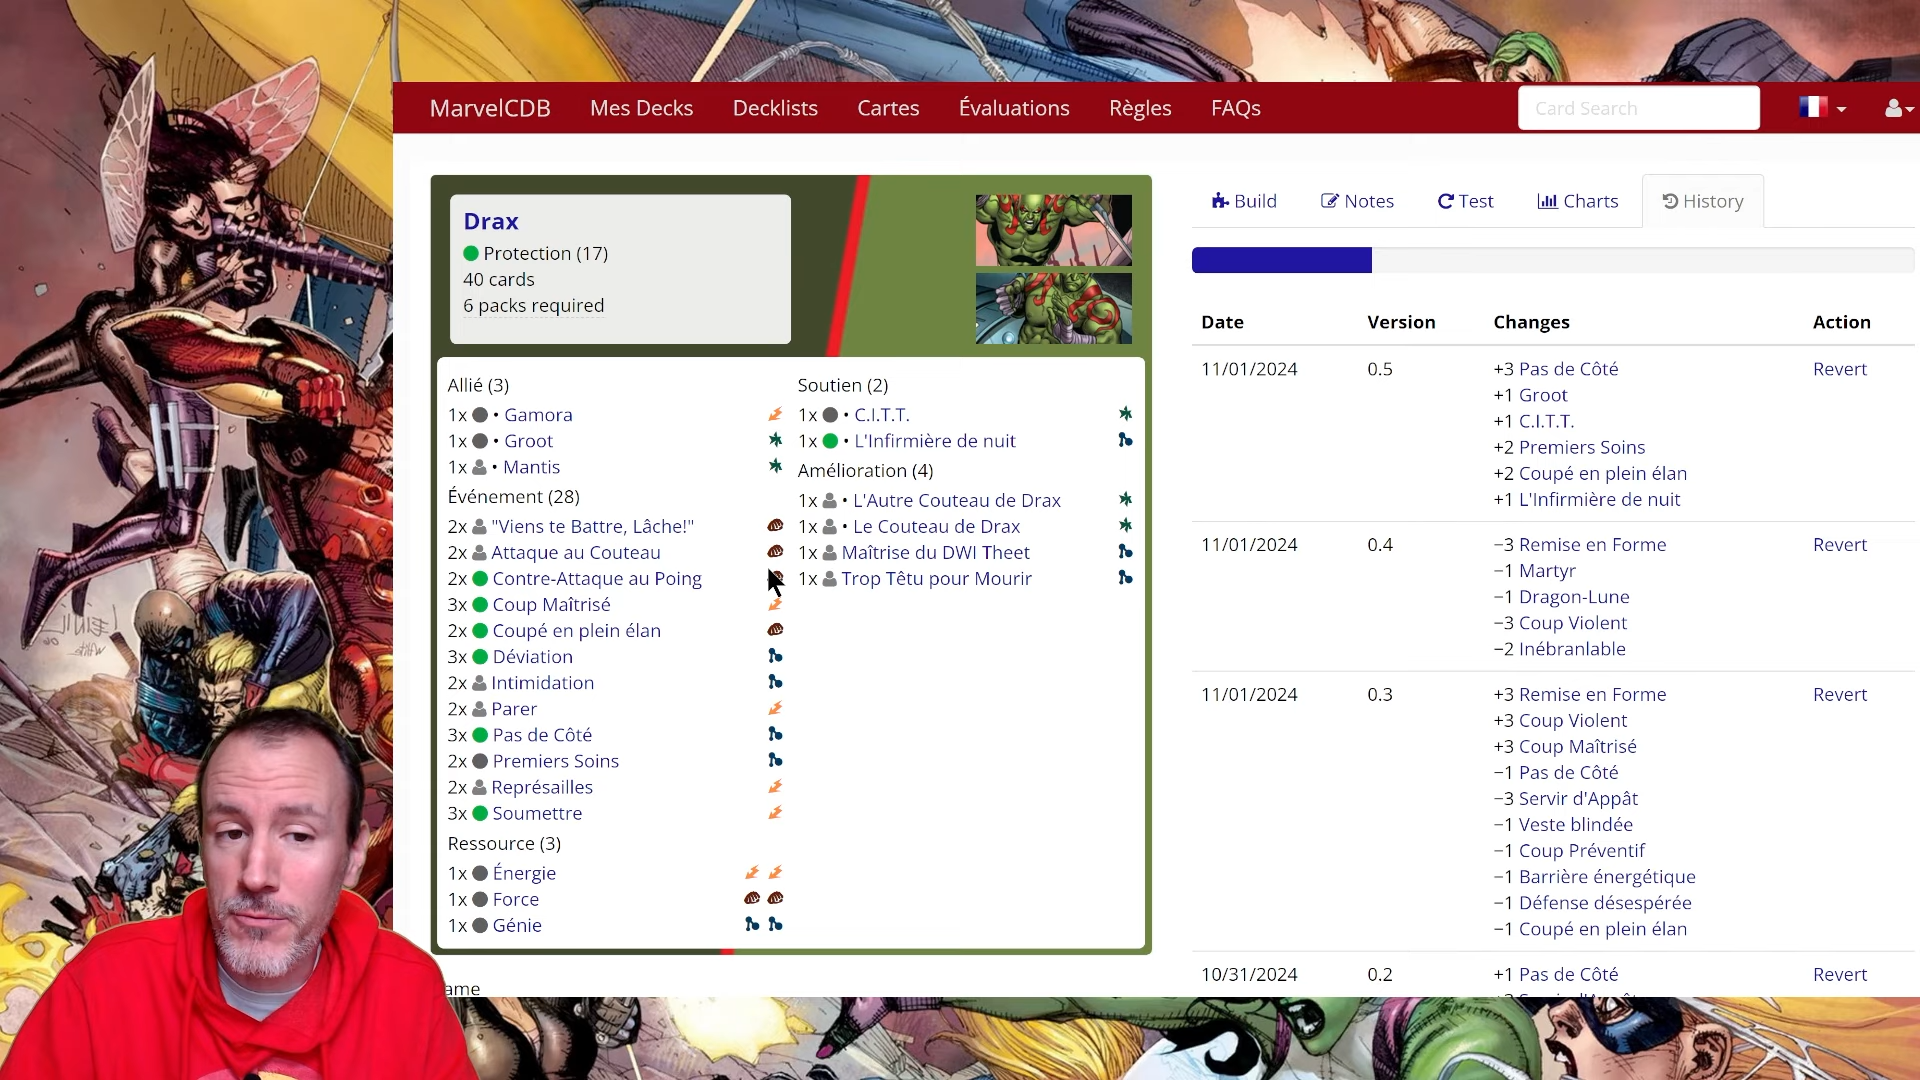 MarvelCDB Mes Decks Decklists Cartes Évaluations Règles FAQs Card Search
Drax
Protection (17)
40 cards
6 packs required
Allié (3)
1x • Gamora
1x • Groot
1x • Mantis
Événement (28)
2x "Viens te Battre, Lâche!"
2x Attaque au Couteau
2x Contre-Attaque au Poing
3x Coup Maîtrisé
2x Coupé en plein élan
3x Déviation
2x Intimidation
2x Parer
3x Pas de Côté
2x Premiers Soins
2x Représailles
3x Soumettre
Ressource (3)
1x Énergie
1x Force
1x Génie
Soutien (2)
1x • C.I.T.T.
1x • L'Infirmière de nuit
Amélioration (4)
1x • L'Autre Couteau de Drax
1x • Le Couteau de Drax
1x Maîtrise du DWI Theet
1x Trop Têtu pour Mourir
ame
Build Notes Test Charts History
Date Version Changes Action
11/01/2024 0.5 +3 Pas de Côté Revert
+1 Groot
+1 C.I.T.T.
+2 Premiers Soins
+2 Coupé en plein élan
+1 L'Infirmière de nuit
11/01/2024 0.4 −3 Remise en Forme Revert
−1 Martyr
−1 Dragon-Lune
−3 Coup Violent
−2 Inébranlable
11/01/2024 0.3 +3 Remise en Forme Revert
+3 Coup Violent
+3 Coup Maîtrisé
−1 Pas de Côté
−3 Servir d'Appât
−1 Veste blindée
−1 Coup Préventif
−1 Barrière énergétique
−1 Défense désespérée
−1 Coupé en plein élan
10/31/2024 0.2 +1 Pas de Côté Revert